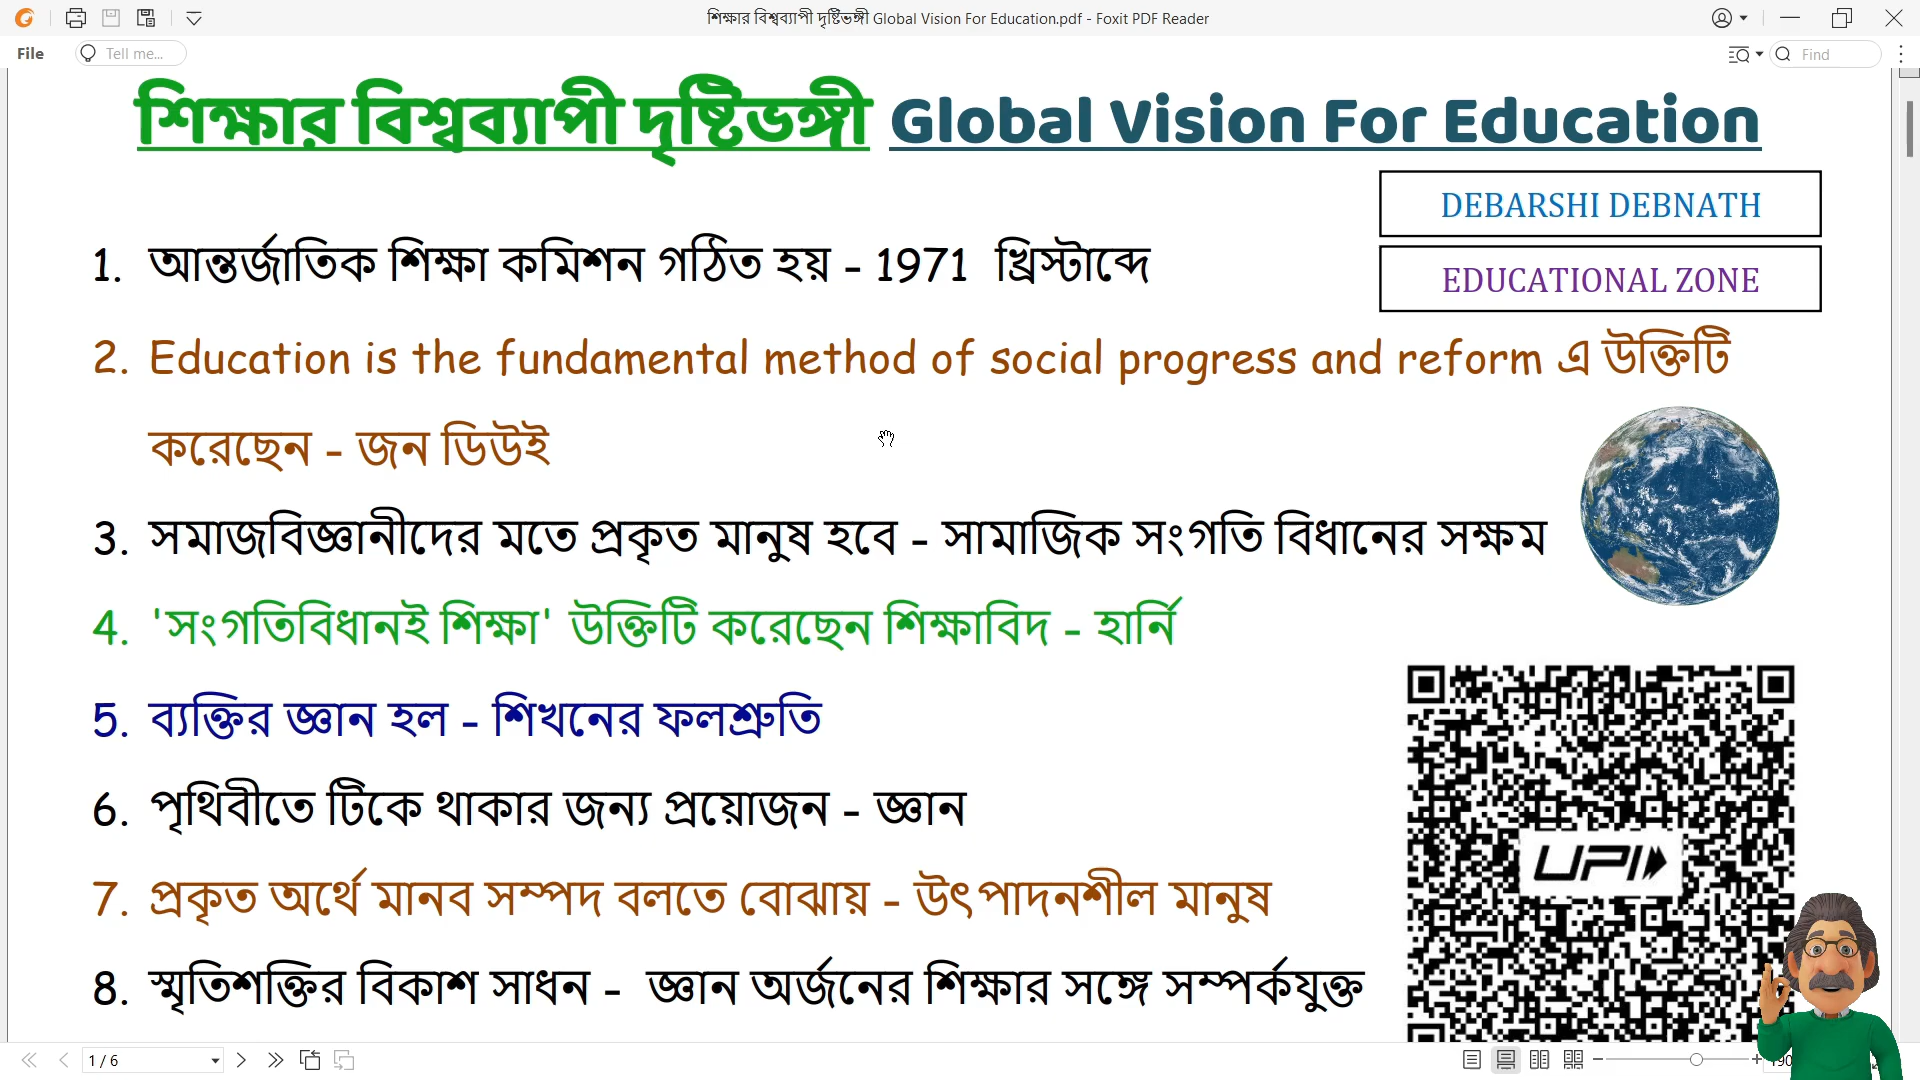 শিক্ষার বিশ্বব্যাপী দৃষ্টিভঙ্গী Global Vision For Education.pdf - Foxit PDF Reader
File
Tell me...
Find
শিক্ষার বিশ্বব্যাপী দৃষ্টিভঙ্গী Global Vision For Education
DEBARSHI DEBNATH
EDUCATIONAL ZONE
1. আন্তর্জাতিক শিক্ষা কমিশন গঠিত হয় - 1971 খ্রিস্টাব্দে
2. Education is the fundamental method of social progress and reform এ উক্তিটি
করেছেন - জন ডিউই
3. সমাজবিজ্ঞানীদের মতে প্রকৃত মানুষ হবে - সামাজিক সংগতি বিধানের সক্ষম
4. 'সংগতিবিধানই শিক্ষা' উক্তিটি করেছেন শিক্ষাবিদ - হার্নি
5. ব্যক্তির জ্ঞান হল - শিখনের ফলশ্রুতি
6. পৃথিবীতে টিকে থাকার জন্য প্রয়োজন - জ্ঞান
7. প্রকৃত অর্থে মানব সম্পদ বলতে বোঝায় - উৎপাদনশীল মানুষ
8. স্মৃতিশক্তির বিকাশ সাধন - জ্ঞান অর্জনের শিক্ষার সঙ্গে সম্পর্কযুক্ত
UPI
1 / 6